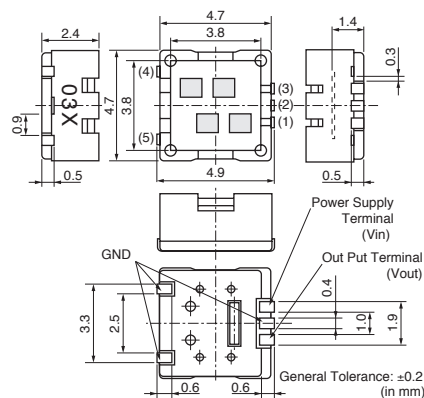 4.7
3.8
2.4
03X
0.9
0.5
4.7
3.8
(4)
(5)
(3)
(2)
(1)
4.9
1.4
0.3
0.5
Power Supply
Terminal
(Vin)
Out Put Terminal
(Vout)
GND
3.3
2.5
0.4
1.0
1.9
0.6
0.6
General Tolerance: ±0.2
(in mm)